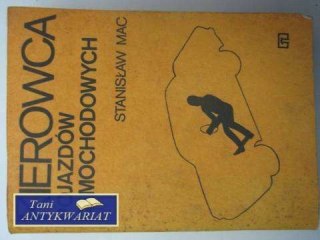 IEROWCA
JAZDÓW
MOCHODOWYCH
STANISŁAW MAC
Tani
ANTYKWARIAT